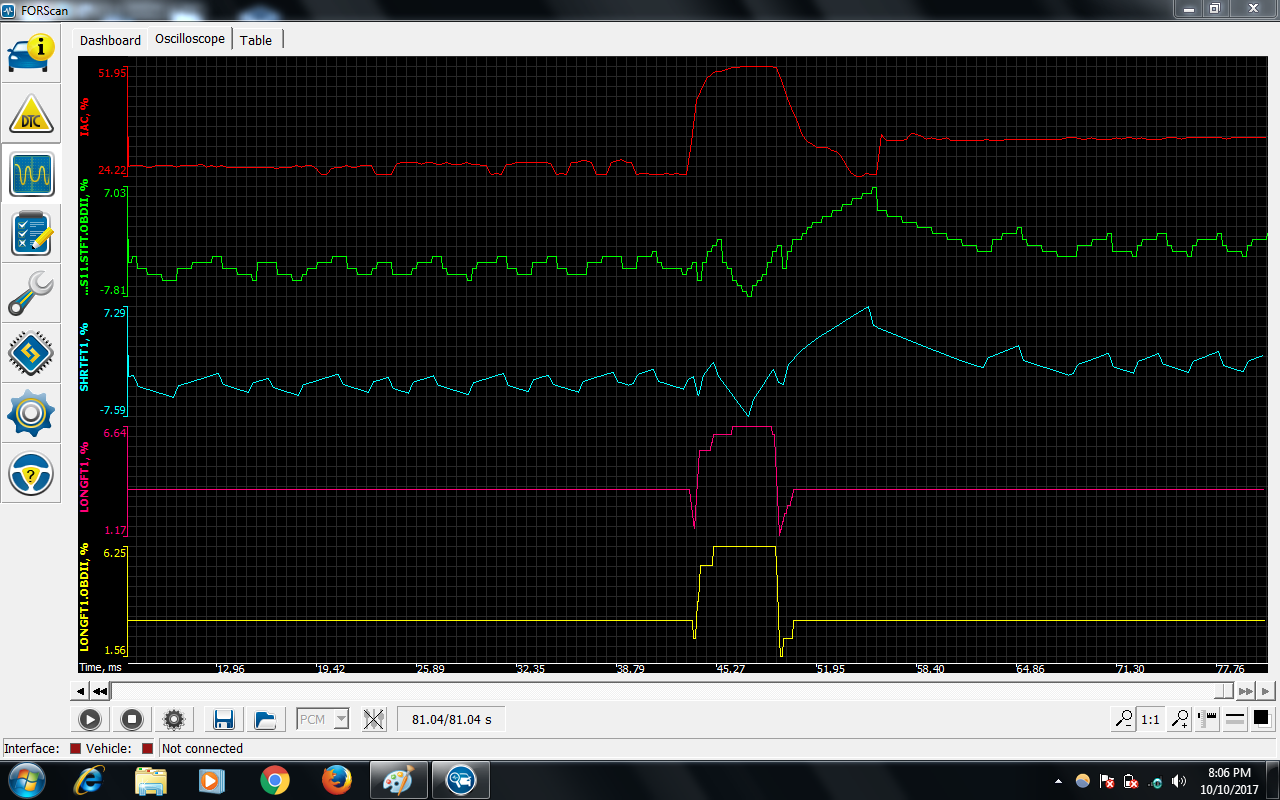 FORScan
Dashboard Oscilloscope Table
i
DTC
?
51.95
IAC, %
24.22
7.03
...S11.STFT.OBDII, %
-7.81
7.29
SHRTFT1, %
-7.59
6.64
LONGFT1, %
1.17
6.25
LONGFT1.OBDII, %
1.56
Time, ms 12.96 19.42 25.89 32.35 38.79 45.27 51.95 58.40 64.86 71.30 77.76
PCM 81.04/81.04 s 1:1
Interface: Vehicle: Not connected
8:06 PM
10/10/2017